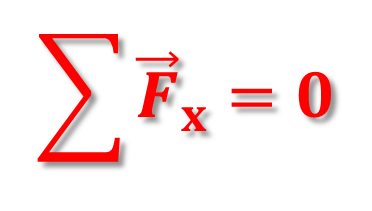 ∑ F⃗ₓ = 0